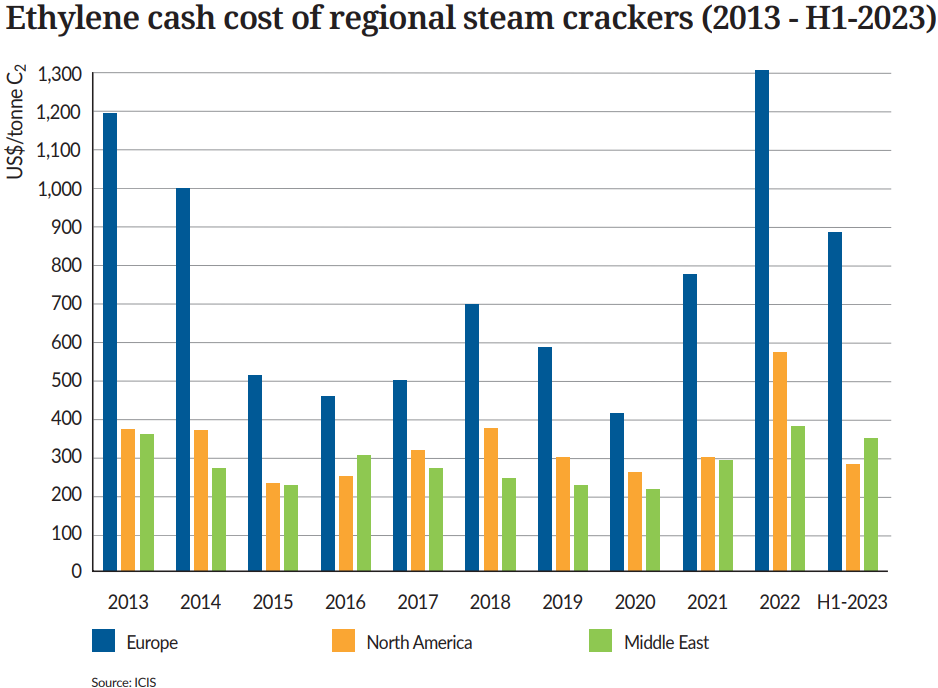 Ethylene cash cost of regional steam crackers (2013 - H1-2023)
US$/tonne C₂
1,300
1,200
1,100
1,000
900
800
700
600
500
400
300
200
100
0
2013 2014 2015 2016 2017 2018 2019 2020 2021 2022 H1-2023
Europe North America Middle East
Source: ICIS